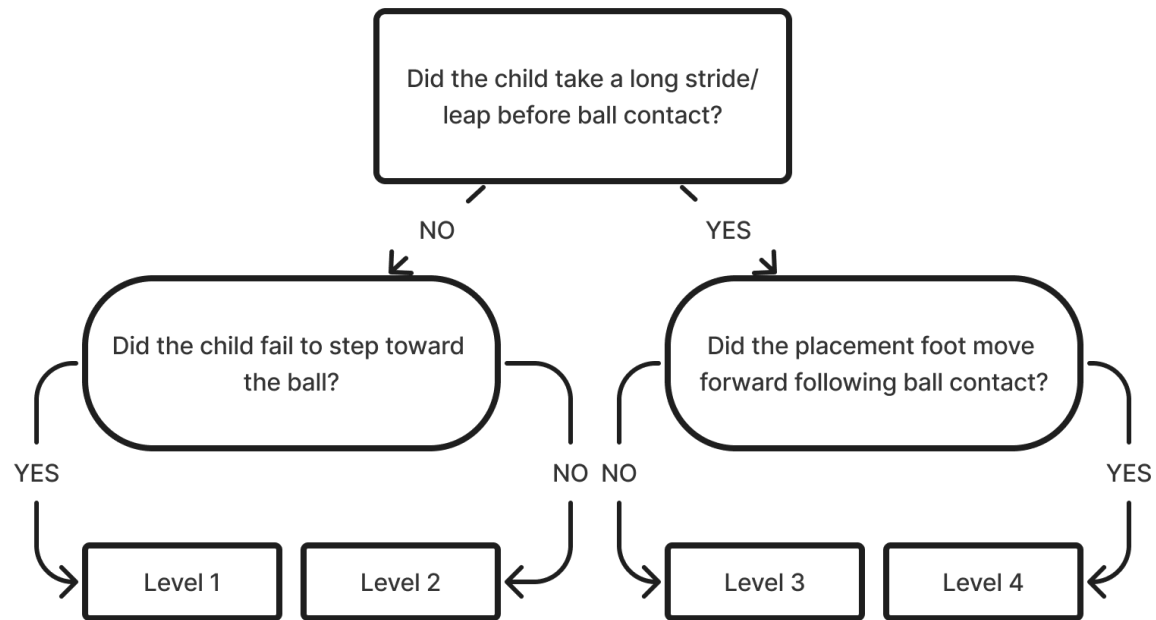 Did the child take a long stride/
leap before ball contact?
NO
YES
Did the child fail to step toward
the ball?
Did the placement foot move
forward following ball contact?
YES
NO
NO
YES
Level 1
Level 2
Level 3
Level 4